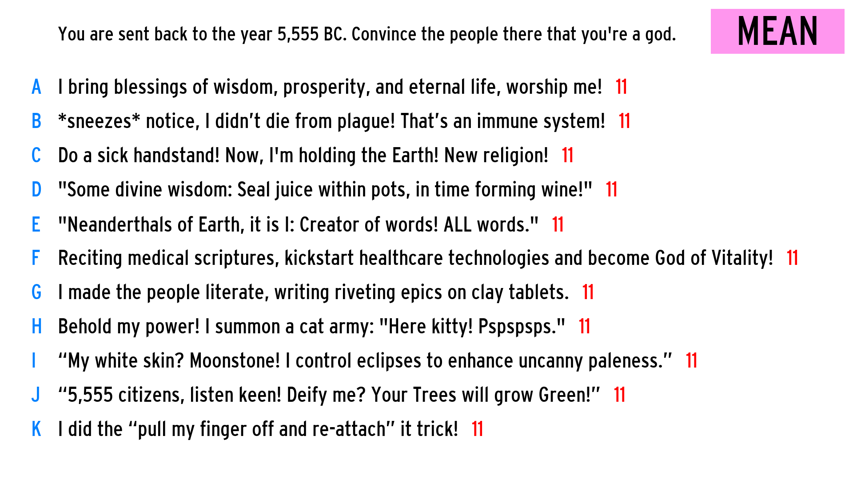 You are sent back to the year 5,555 BC. Convince the people there that you're a god.
MEAN
A I bring blessings of wisdom, prosperity, and eternal life, worship me! 11
B *sneezes* notice, I didn’t die from plague! That’s an immune system! 11
C Do a sick handstand! Now, I'm holding the Earth! New religion! 11
D "Some divine wisdom: Seal juice within pots, in time forming wine!" 11
E "Neanderthals of Earth, it is I: Creator of words! ALL words." 11
F Reciting medical scriptures, kickstart healthcare technologies and become God of Vitality! 11
G I made the people literate, writing riveting epics on clay tablets. 11
H Behold my power! I summon a cat army: "Here kitty! Pspspsps." 11
I “My white skin? Moonstone! I control eclipses to enhance uncanny paleness.” 11
J “5,555 citizens, listen keen! Deify me? Your Trees will grow Green!” 11
K I did the “pull my finger off and re-attach” it trick! 11